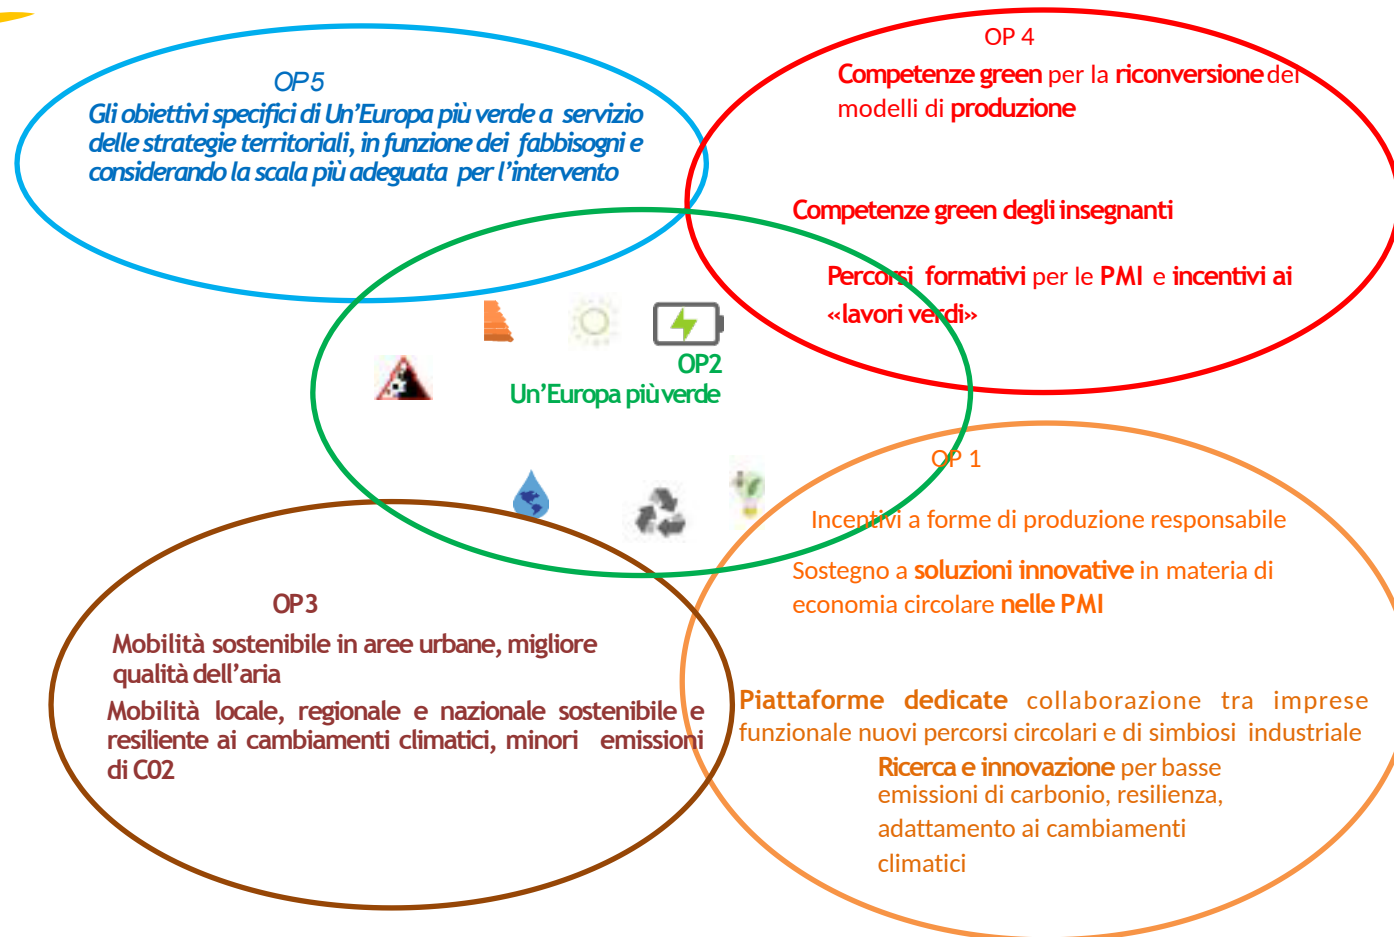 OP5
Gli obiettivi specifici di Un'Europa più verde a servizio
delle strategie territoriali, in funzione dei fabbisogni e
considerando la scala più adeguata per l'intervento
OP 4
Competenze green per la riconversione dei
modelli di produzione
Competenze green degli insegnanti
Percorsi formativi per le PMI e incentivi ai
«lavori verdi»
OP2
Un'Europa più verde
OP3
Mobilità sostenibile in aree urbane, migliore
qualità dell'aria
Mobilità locale, regionale e nazionale sostenibile e
resiliente ai cambiamenti climatici, minori emissioni
di C02
OP 1
Incentivi a forme di produzione responsabile
Sostegno a soluzioni innovative in materia di
economia circolare nelle PMI
Piattaforme dedicate collaborazione tra imprese
funzionale nuovi percorsi circolari e di simbiosi industriale
Ricerca e innovazione per basse
emissioni di carbonio, resilienza,
adattamento ai cambiamenti
climatici